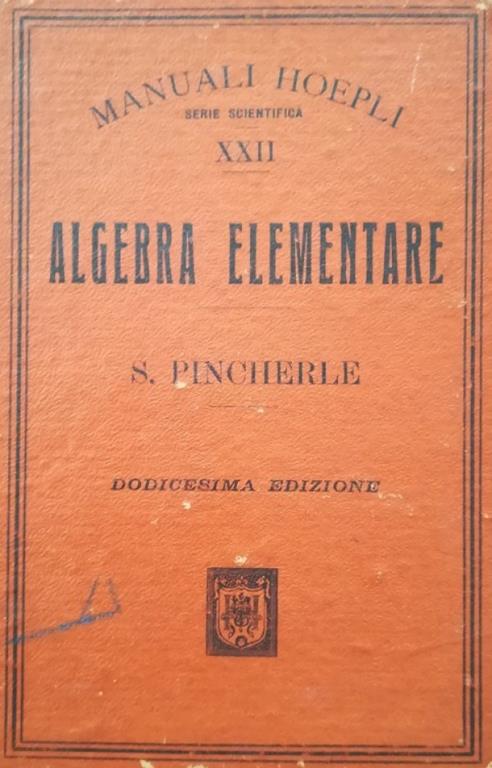 MANUALI HOEPLI
SERIE SCIENTIFICA
XXII
ALGEBRA ELEMENTARE
S. PINCHERLE
DODICESIMA EDIZIONE